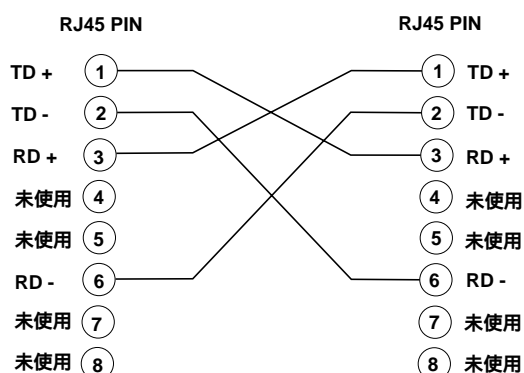 RJ45 PIN RJ45 PIN
TD + 1 1 TD +
TD - 2 2 TD -
RD + 3 3 RD +
未使用 4 4 未使用
未使用 5 5 未使用
RD - 6 6 RD -
未使用 7 7 未使用
未使用 8 8 未使用